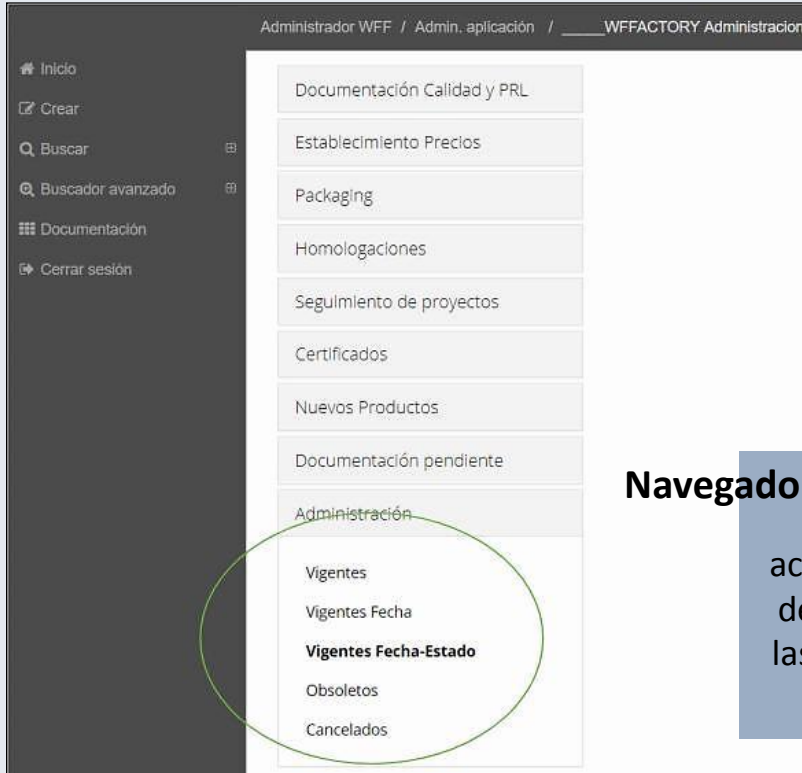 Administrador WFF / Admin. aplicación / _____WFFACTORY Administracion
Inicio
Crear
Buscar
Buscador avanzado
Documentación
Cerrar sesión
Documentación Calidad y PRL
Establecimiento Precios
Packaging
Homologaciones
Seguimiento de proyectos
Certificados
Nuevos Productos
Documentación pendiente
Administración
Vigentes
Vigentes Fecha
Vigentes Fecha-Estado
Obsoletos
Cancelados
Navegado
ac
de
las